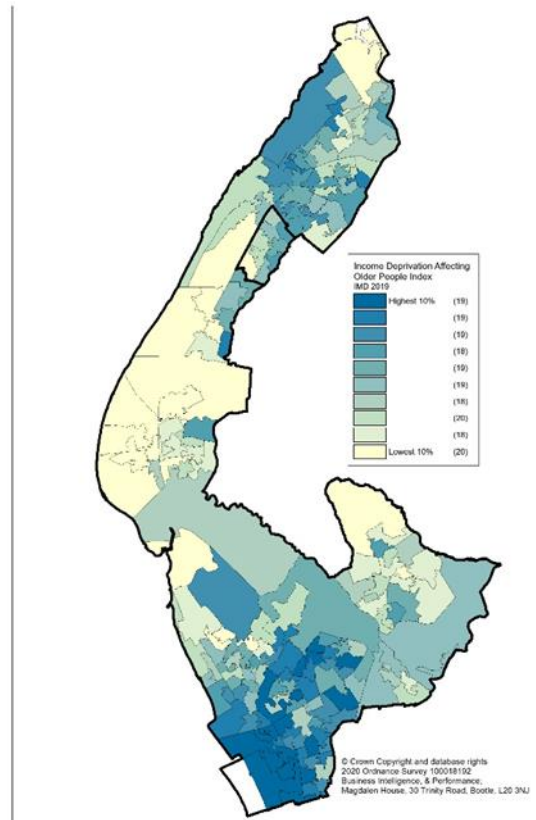 Income Deprivation Affecting
Older People Index
IMD 2019
Highest 10% (19)
(19)
(19)
(18)
(19)
(19)
(18)
(20)
(18)
Lowest 10% (20)
© Crown Copyright and database rights
2020 Ordnance Survey 100018192
Business Intelligence, & Performance,
Magdalen House, 30 Trinity Road, Bootle, L20 3NJ